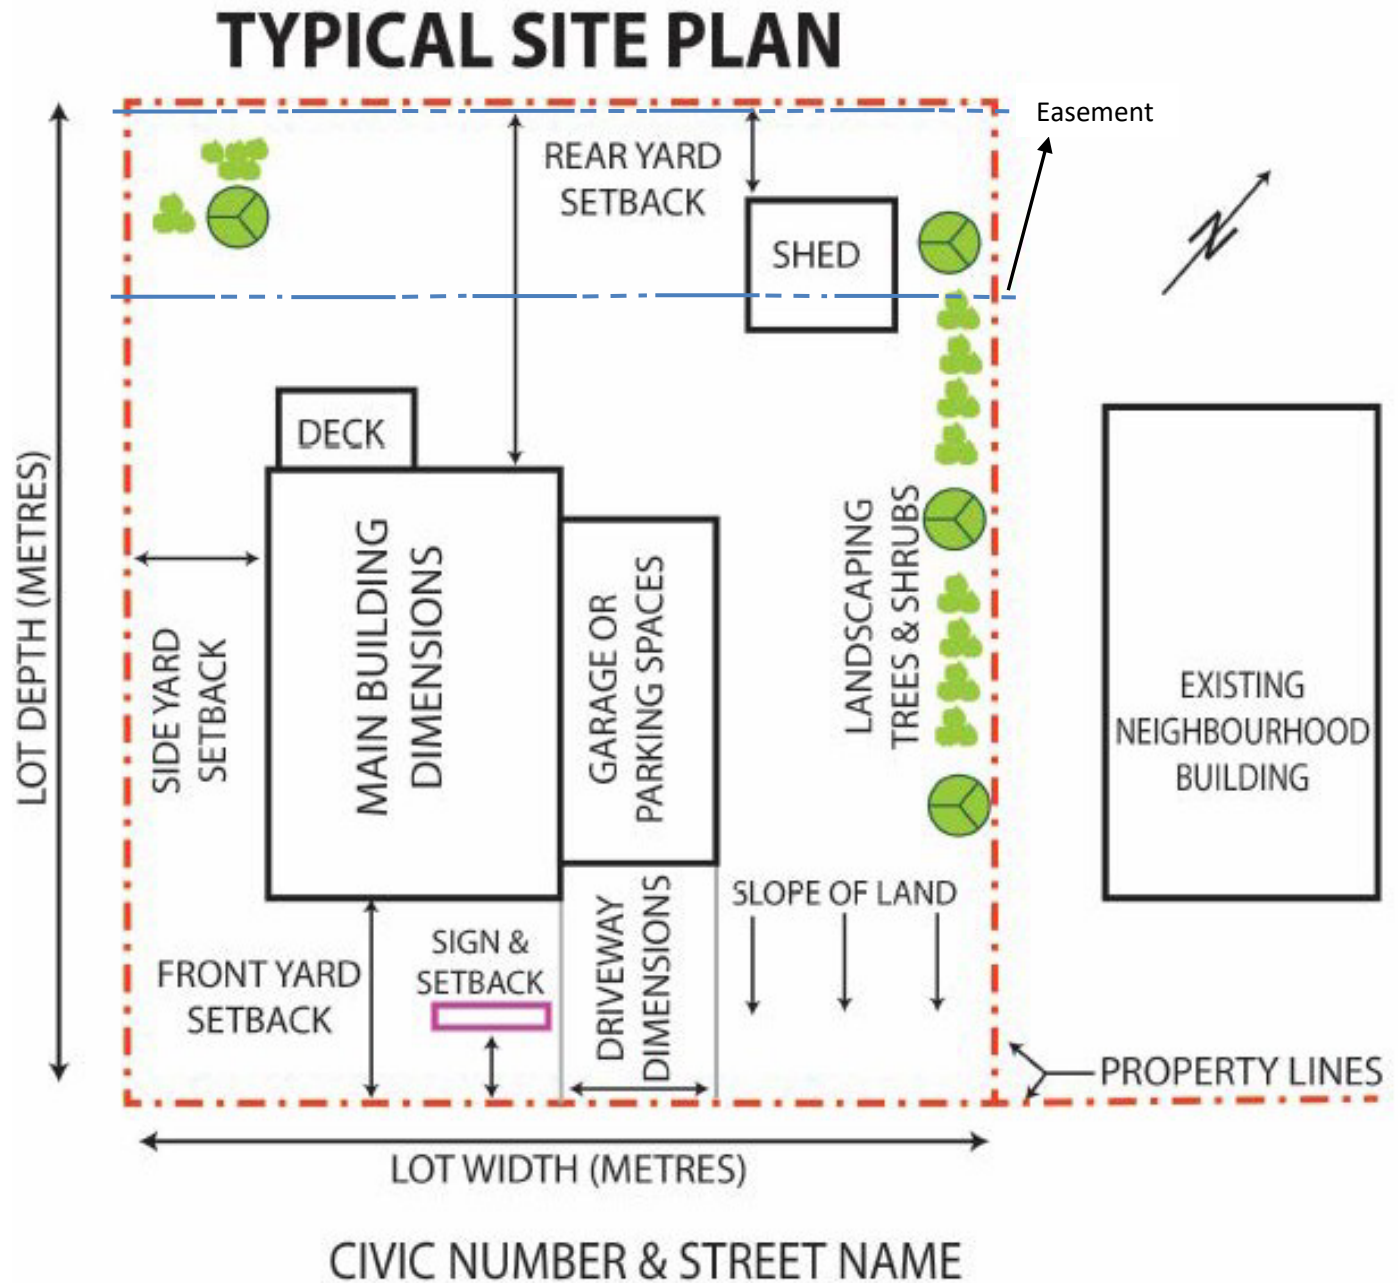 TYPICAL SITE PLAN
Easement
REAR YARD
SETBACK
N
SHED
DECK
LOT DEPTH (METRES)
SIDE YARD
SETBACK
MAIN BUILDING
DIMENSIONS
GARAGE OR
PARKING SPACES
LANDSCAPING
TREES & SHRUBS
EXISTING
NEIGHBOURHOOD
BUILDING
SLOPE OF LAND
FRONT YARD
SETBACK
SIGN &
SETBACK
DRIVEWAY
DIMENSIONS
PROPERTY LINES
LOT WIDTH (METRES)
CIVIC NUMBER & STREET NAME